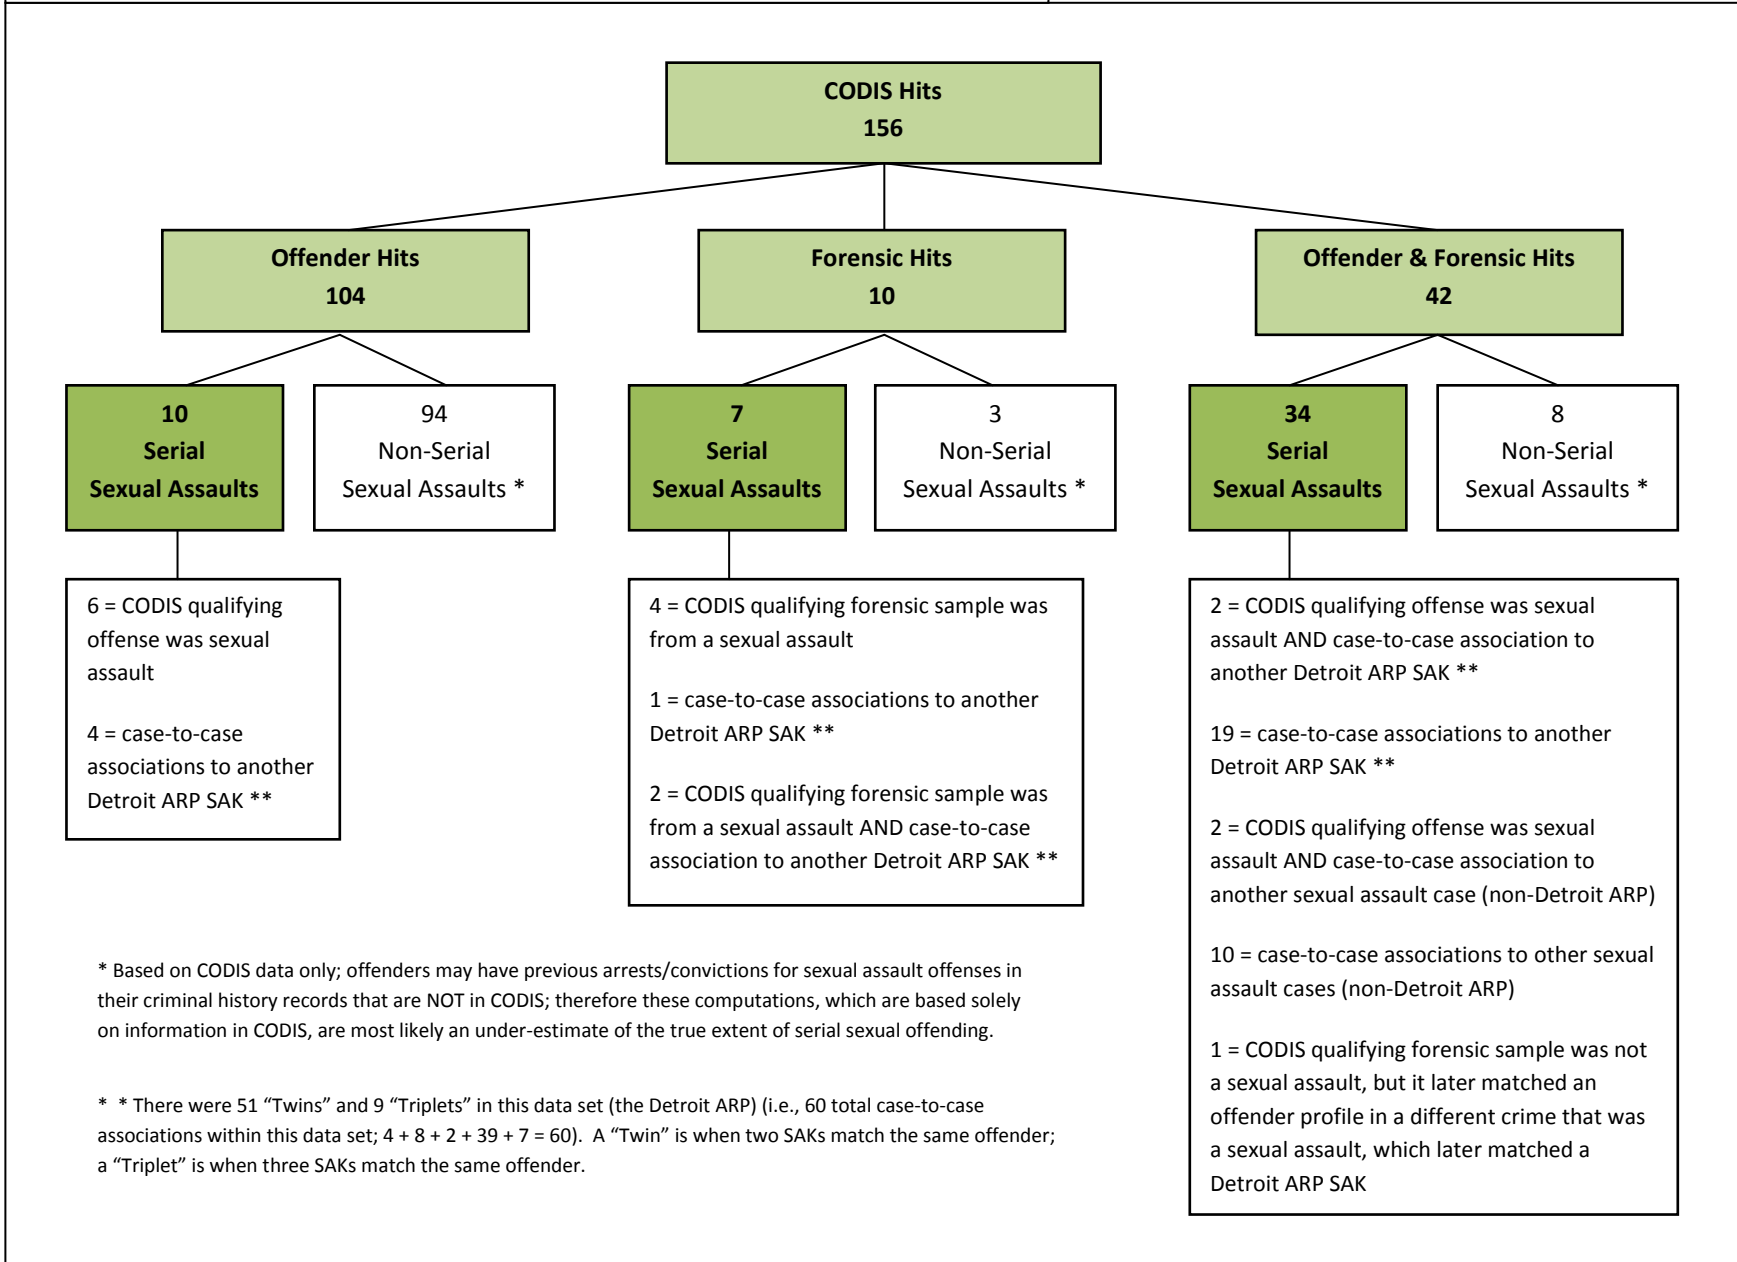 CODIS Hits
156
Offender Hits
104
Forensic Hits
10
Offender & Forensic Hits
42
10
Serial
Sexual Assaults
94
Non-Serial
Sexual Assaults *
7
Serial
Sexual Assaults
3
Non-Serial
Sexual Assaults *
34
Serial
Sexual Assaults
8
Non-Serial
Sexual Assaults *
6 = CODIS qualifying
offense was sexual
assault
4 = case-to-case
associations to another
Detroit ARP SAK **
4 = CODIS qualifying forensic sample was
from a sexual assault
1 = case-to-case associations to another
Detroit ARP SAK **
2 = CODIS qualifying forensic sample was
from a sexual assault AND case-to-case
association to another Detroit ARP SAK **
2 = CODIS qualifying offense was sexual
assault AND case-to-case association to
another Detroit ARP SAK **
19 = case-to-case associations to another
Detroit ARP SAK **
2 = CODIS qualifying offense was sexual
assault AND case-to-case association to
another sexual assault case (non-Detroit ARP)
10 = case-to-case associations to other sexual
assault cases (non-Detroit ARP)
1 = CODIS qualifying forensic sample was not
a sexual assault, but it later matched an
offender profile in a different crime that was
a sexual assault, which later matched a
Detroit ARP SAK
* Based on CODIS data only; offenders may have previous arrests/convictions for sexual assault offenses in
their criminal history records that are NOT in CODIS; therefore these computations, which are based solely
on information in CODIS, are most likely an under-estimate of the true extent of serial sexual offending.
* * There were 51 “Twins” and 9 “Triplets” in this data set (the Detroit ARP) (i.e., 60 total case-to-case
associations within this data set; 4 + 8 + 2 + 39 + 7 = 60). A “Twin” is when two SAKs match the same offender;
a “Triplet” is when three SAKs match the same offender.